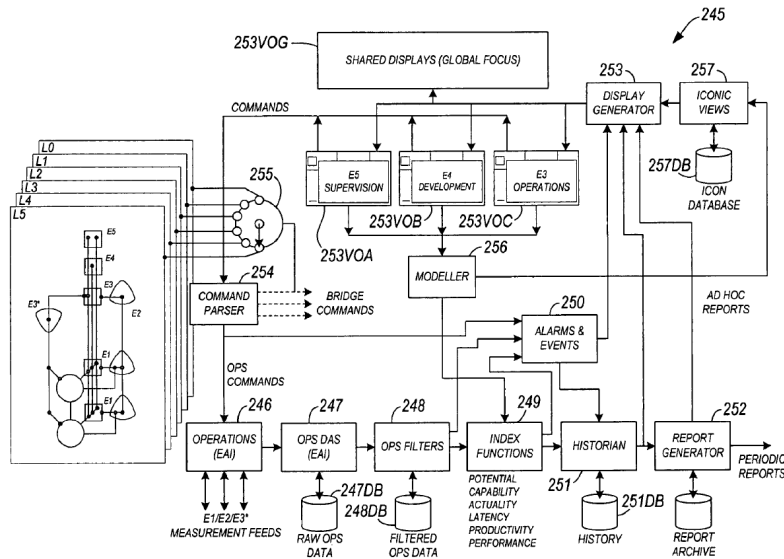 245
253VOG
SHARED DISPLAYS (GLOBAL FOCUS)
253
DISPLAY
GENERATOR
257
ICONIC
VIEWS
COMMANDS
L0
L1
L2
L3
L4
L5
255
E5
SUPERVISION
E4
DEVELOPMENT
E3
OPERATIONS
257DB
ICON
DATABASE
253VOA
253VOB
253VOC
256
MODELLER
254
COMMAND
PARSER
BRIDGE
COMMANDS
250
ALARMS &
EVENTS
AD HOC
REPORTS
E5
E4
E3
E3*
E2
E1
E1
OPS
COMMANDS
246
OPERATIONS
(EAI)
247
OPS DAS
(EAI)
248
OPS FILTERS
249
INDEX
FUNCTIONS
HISTORIAN
251
252
REPORT
GENERATOR
PERIODIC
REPORTS
E1/E2/E3*
MEASUREMENT FEEDS
247DB
RAW OPS
DATA
248DB
FILTERED
OPS DATA
POTENTIAL
CAPABILITY
ACTUALITY
LATENCY
PRODUCTIVITY
PERFORMANCE
251DB
HISTORY
REPORT
ARCHIVE